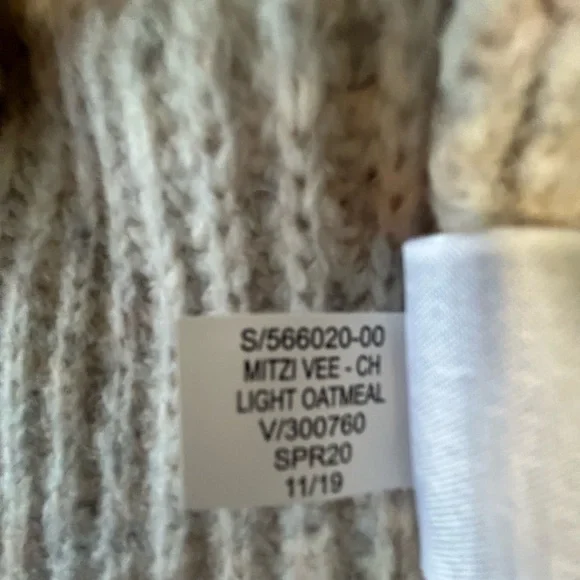 S/566020-00
MITZI VEE - CH
LIGHT OATMEAL
V/300760
SPR20
11/19